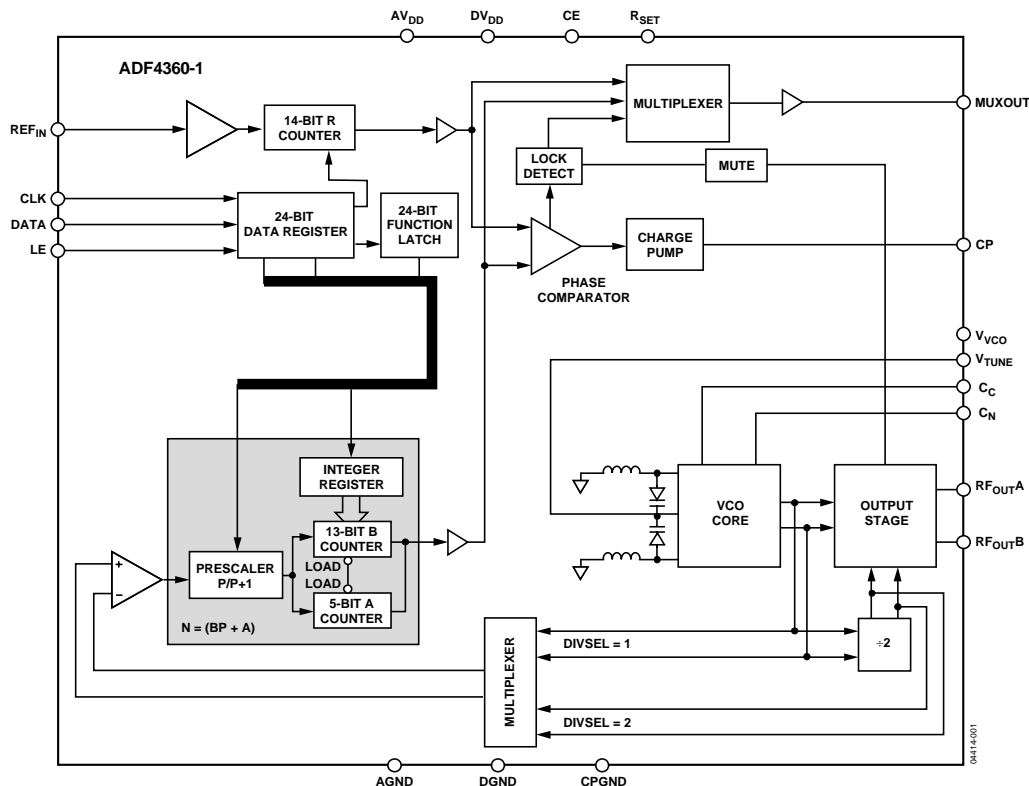 AVDD
DVDD
CE
RSET
ADF4360-1
MULTIPLEXER
MUXOUT
REFIN
14-BIT R
COUNTER
LOCK
DETECT
MUTE
CLK
DATA
LE
24-BIT
DATA REGISTER
24-BIT
FUNCTION
LATCH
CHARGE
PUMP
CP
PHASE
COMPARATOR
VVCO
VTUNE
CC
CN
INTEGER
REGISTER
13-BIT B
COUNTER
LOAD
LOAD
5-BIT A
COUNTER
PRESCALER
P/P+1
+
−
N = (BP + A)
VCO
CORE
OUTPUT
STAGE
RFOUTA
RFOUTB
MULTIPLEXER
DIVSEL = 1
÷2
DIVSEL = 2
04414-001
AGND
DGND
CPGND